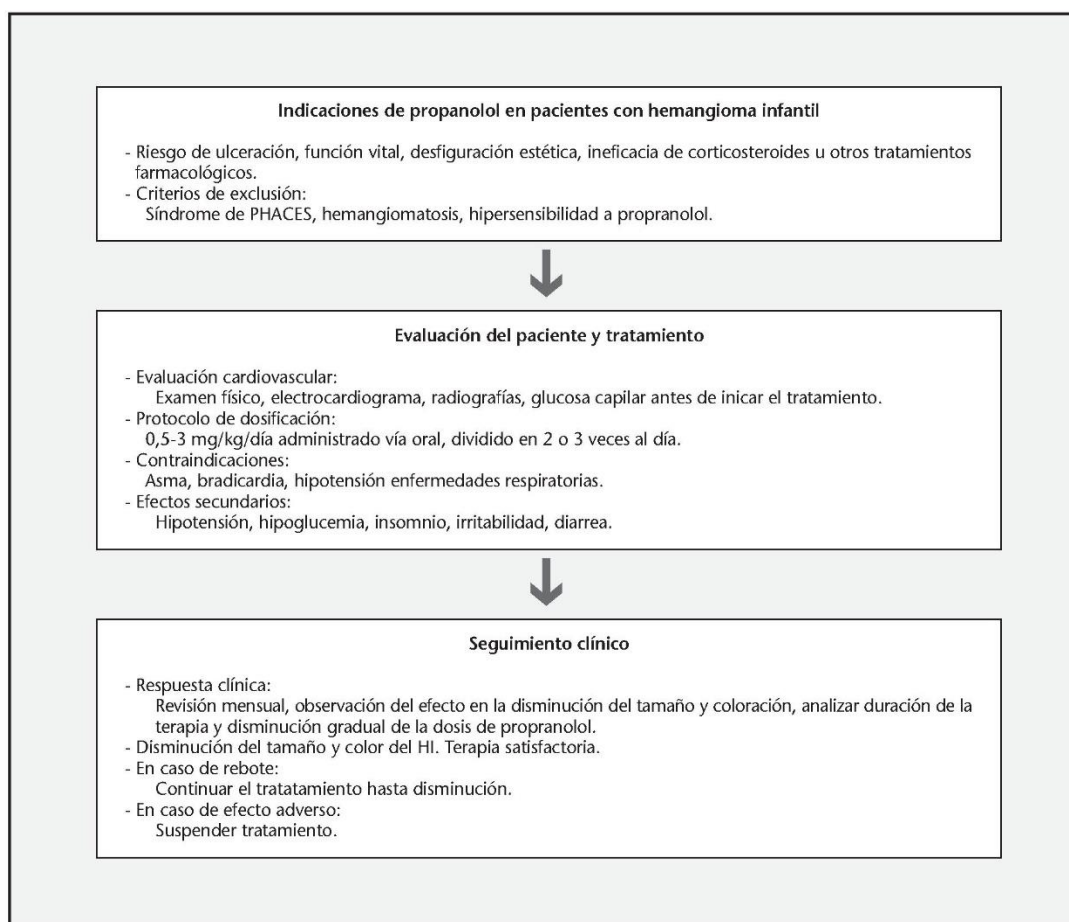 Indicaciones de propanolol en pacientes con hemangioma infantil
- Riesgo de ulceración, función vital, desfiguración estética, ineficacia de corticosteroides u otros tratamientos
farmacológicos.
- Criterios de exclusión:
Síndrome de PHACES, hemangiomatosis, hipersensibilidad a propranolol.
Evaluación del paciente y tratamiento
- Evaluación cardiovascular:
Examen físico, electrocardiograma, radiografías, glucosa capilar antes de inicar el tratamiento.
- Protocolo de dosificación:
0,5-3 mg/kg/día administrado vía oral, dividido en 2 o 3 veces al día.
- Contraindicaciones:
Asma, bradicardia, hipotensión enfermedades respiratorias.
- Efectos secundarios:
Hipotensión, hipoglucemia, insomnio, irritabilidad, diarrea.
Seguimiento clínico
- Respuesta clínica:
Revisión mensual, observación del efecto en la disminución del tamaño y coloración, analizar duración de la
terapia y disminución gradual de la dosis de propranolol.
- Disminución del tamaño y color del HI. Terapia satisfactoria.
- En caso de rebote:
Continuar el tratatamiento hasta disminución.
- En caso de efecto adverso:
Suspender tratamiento.